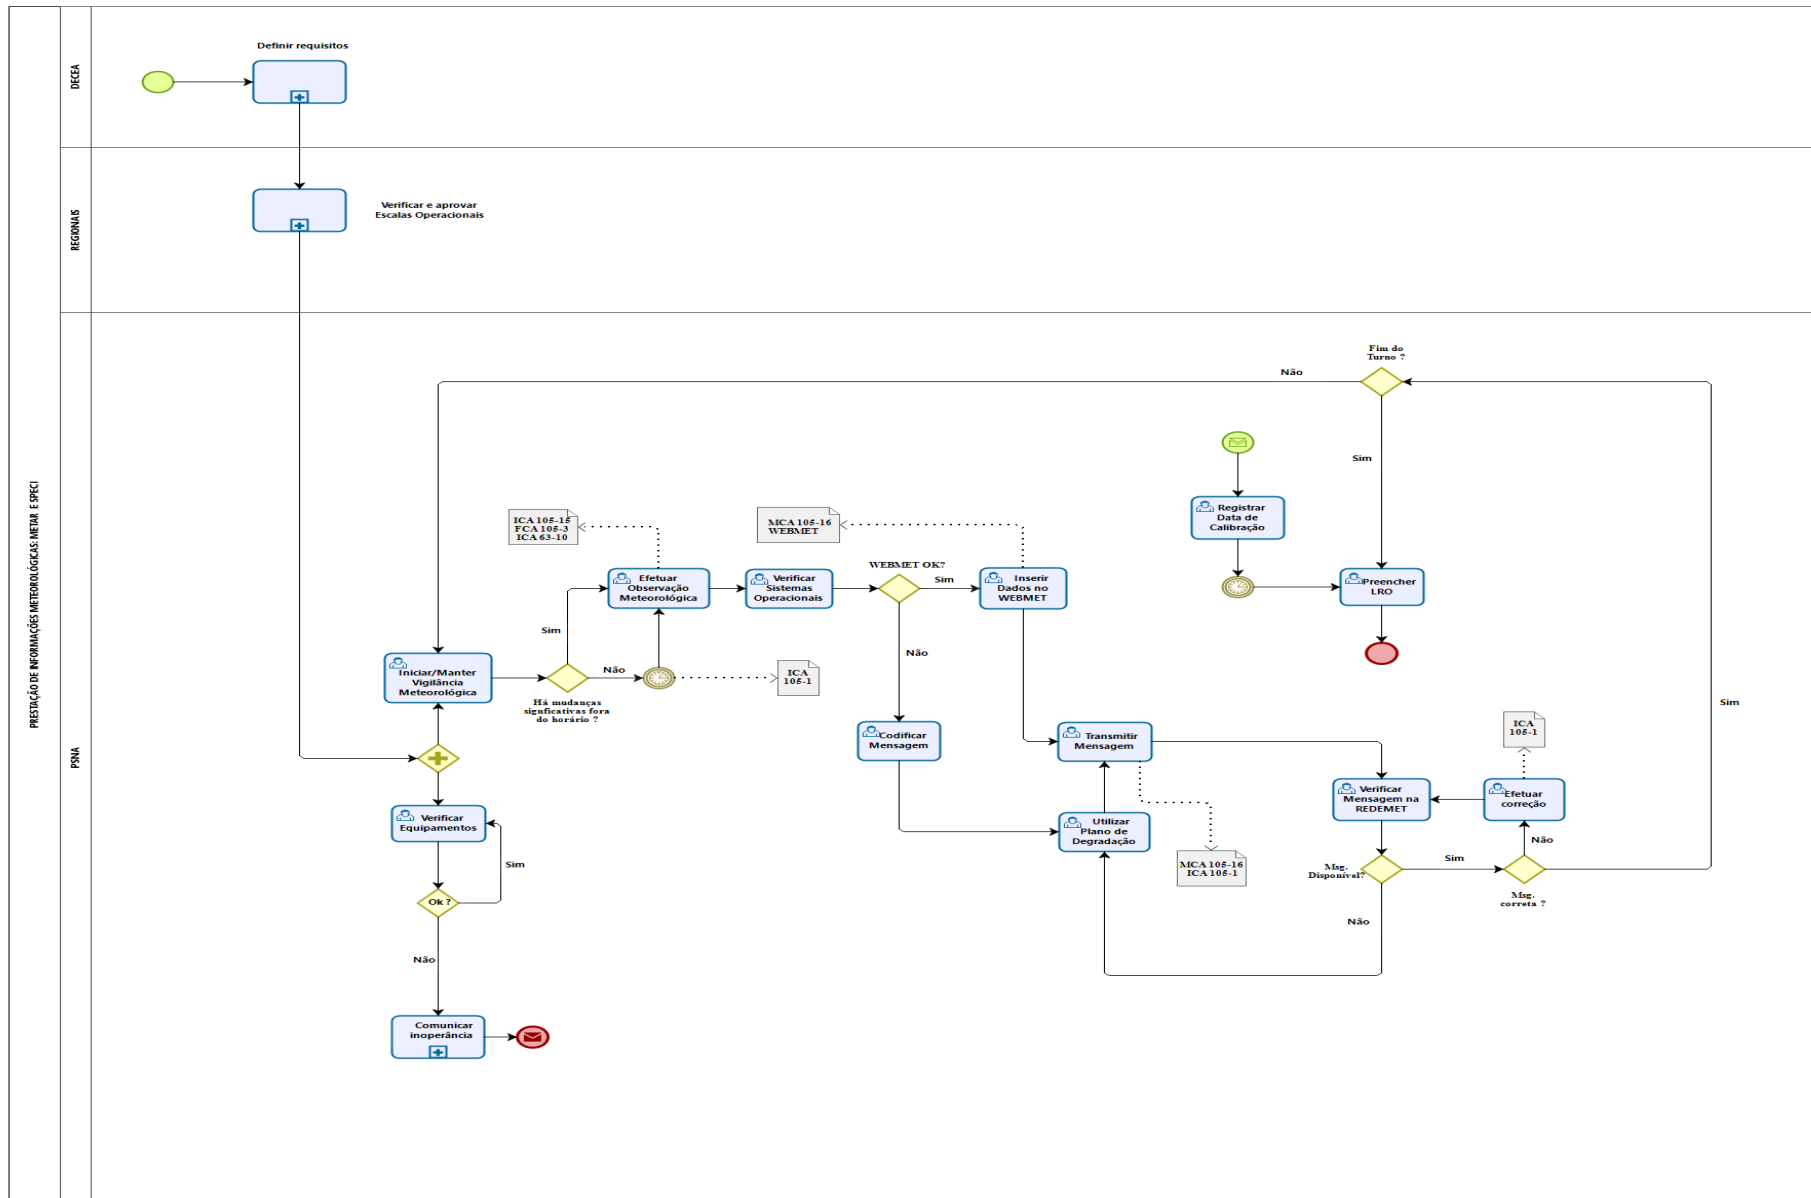 PRESTAÇÃO DE INFORMAÇÕES METEOROLÓGICAS: METAR E SPECI
DECEA
Definir requisitos
REGIONAIS
Verificar e aprovar
Escalas Operacionais
PSNA
Fim do
Turno ?
Não
Sim
Registrar
Data de
Calibração
Preencher
LRO
ICA 105-15
FCA 105-3
ICA 63-10
MCA 105-16
WEBMET
Efetuar
Observação
Meteorológica
Verificar
Sistemas
Operacionais
WEBMET OK?
Sim
Inserir
Dados no
WEBMET
Sim
Não
Iniciar/Manter
Vigilância
Meteorológica
Não
Há mudanças
signficativas fora
do horário ?
ICA
105-1
Codificar
Mensagem
Transmitir
Mensagem
ICA
105-1
Sim
Verificar
Mensagem na
REDEMET
Efetuar
correção
Verificar
Equipamentos
Utilizar
Plano de
Degradação
Não
Sim
MCA 105-16
ICA 105-1
Msg.
Disponível?
Sim
Msg.
correta ?
Ok ?
Não
Não
Comunicar
inoperância